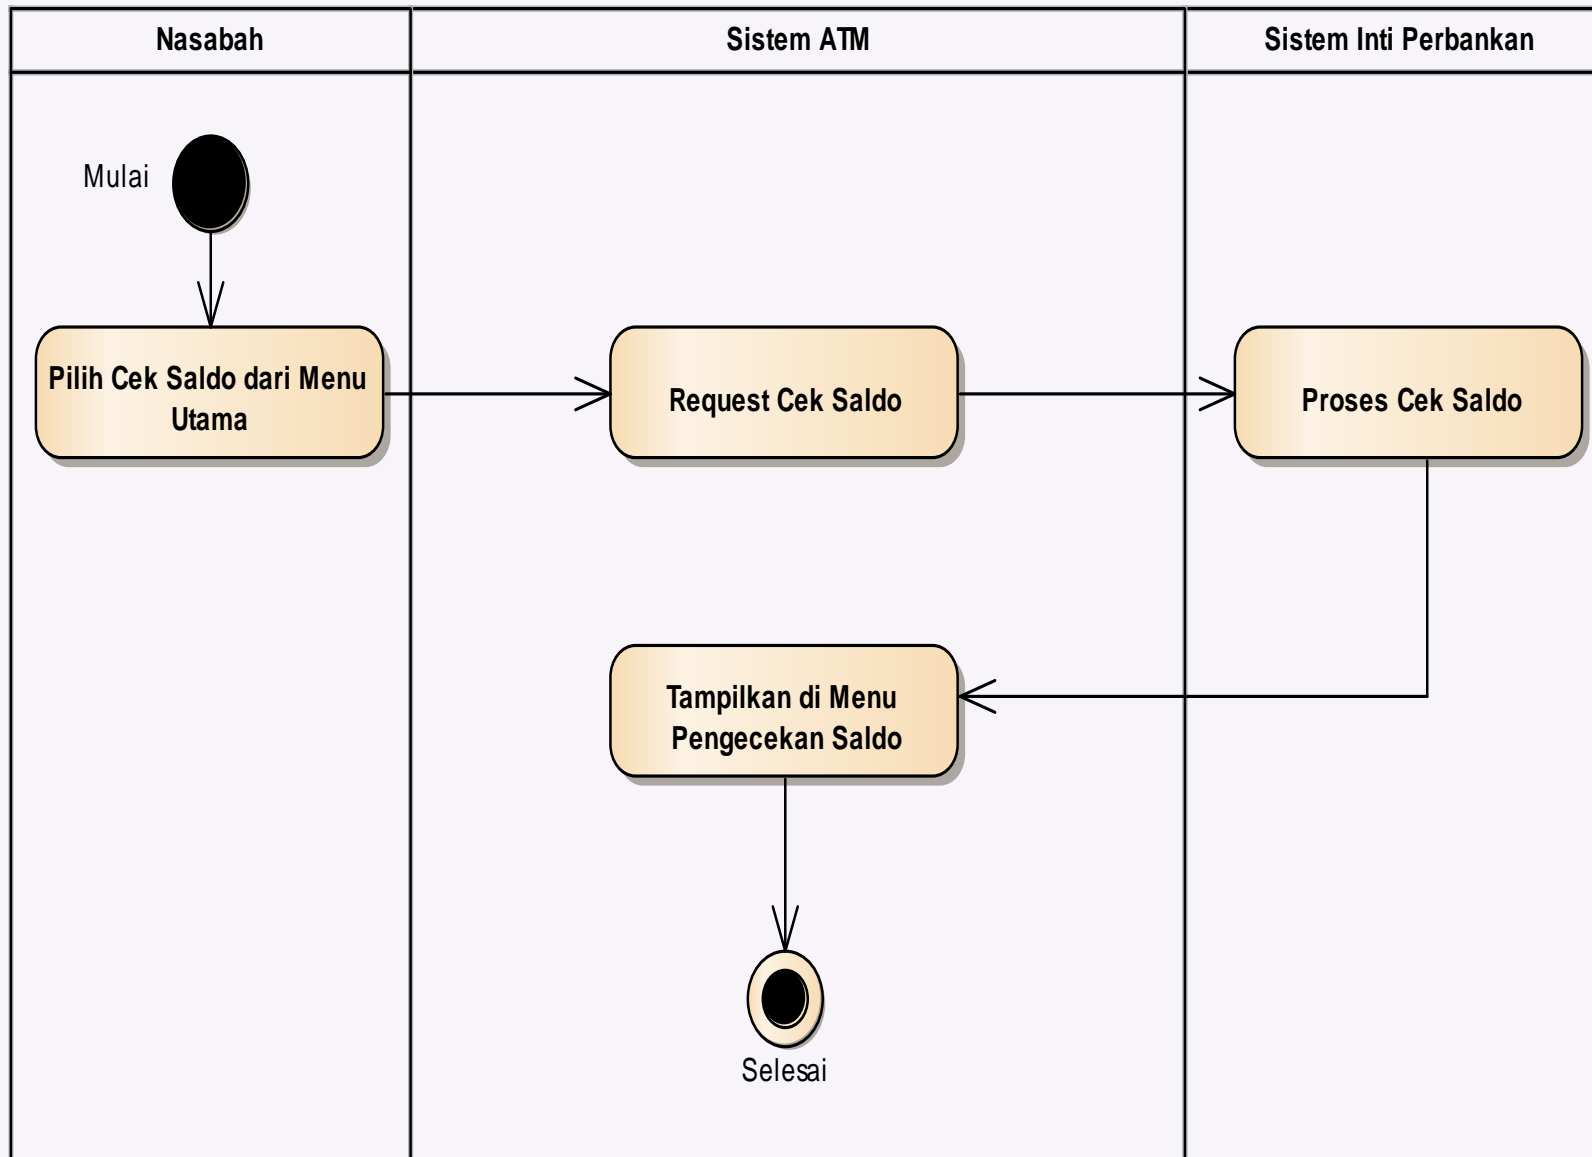 Nasabah
Sistem ATM
Sistem Inti Perbankan
Mulai
Pilih Cek Saldo dari Menu
Utama
Request Cek Saldo
Proses Cek Saldo
Tampilkan di Menu
Pengecekan Saldo
Selesai